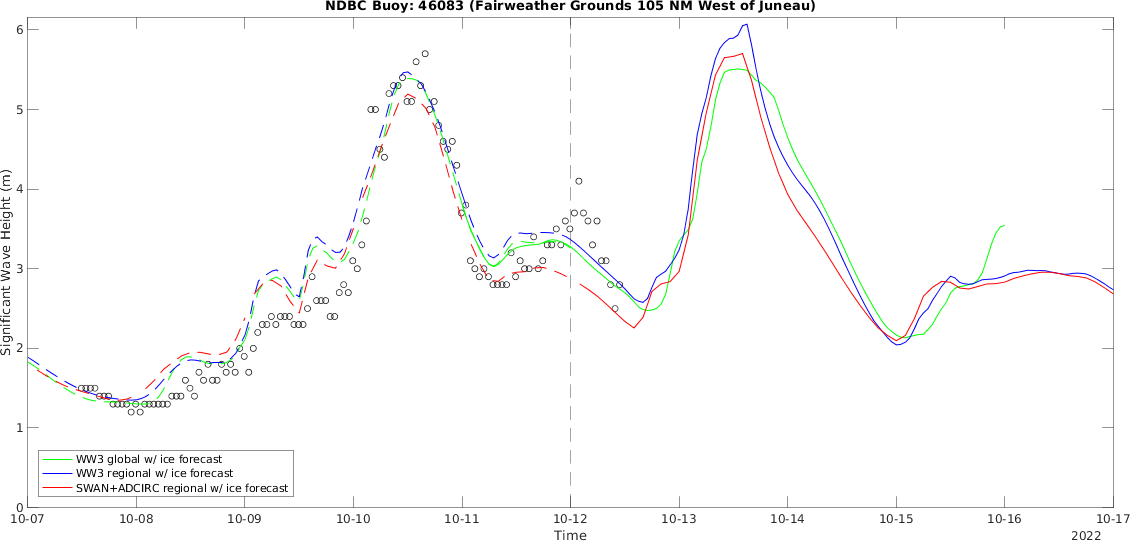 NDBC Buoy: 46083 (Fairweather Grounds 105 NM West of Juneau)
Significant Wave Height (m)
6
5
4
3
2
1
0
WW3 global w/ ice forecast
WW3 regional w/ ice forecast
SWAN+ADCIRC regional w/ ice forecast
10-07 10-08 10-09 10-10 10-11 10-12 10-13 10-14 10-15 10-16 10-17
Time
2022